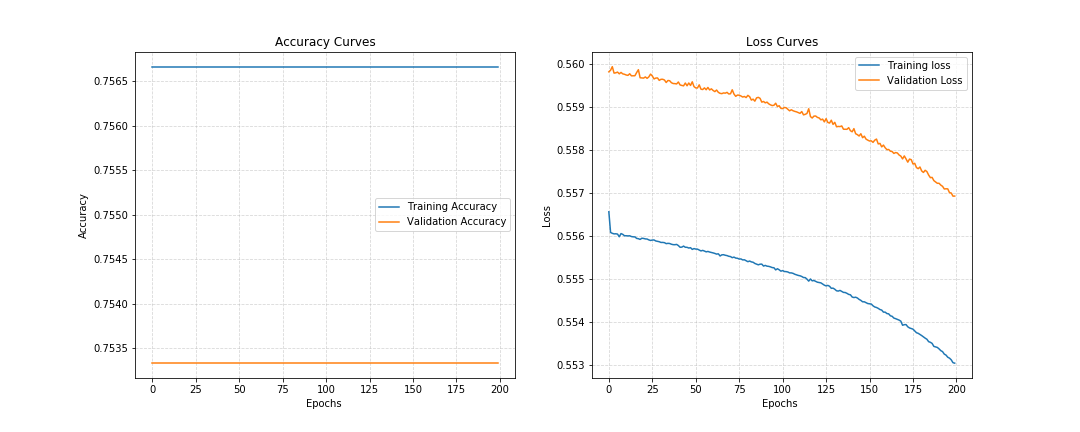 Accuracy Curves
0.7565
0.7560
0.7555
0.7550
0.7545
0.7540
0.7535
Accuracy
Training Accuracy
Validation Accuracy
0 25 50 75 100 125 150 175 200
Epochs
Loss Curves
0.560
0.559
0.558
0.557
0.556
0.555
0.554
0.553
Loss
Training loss
Validation Loss
0 25 50 75 100 125 150 175 200
Epochs